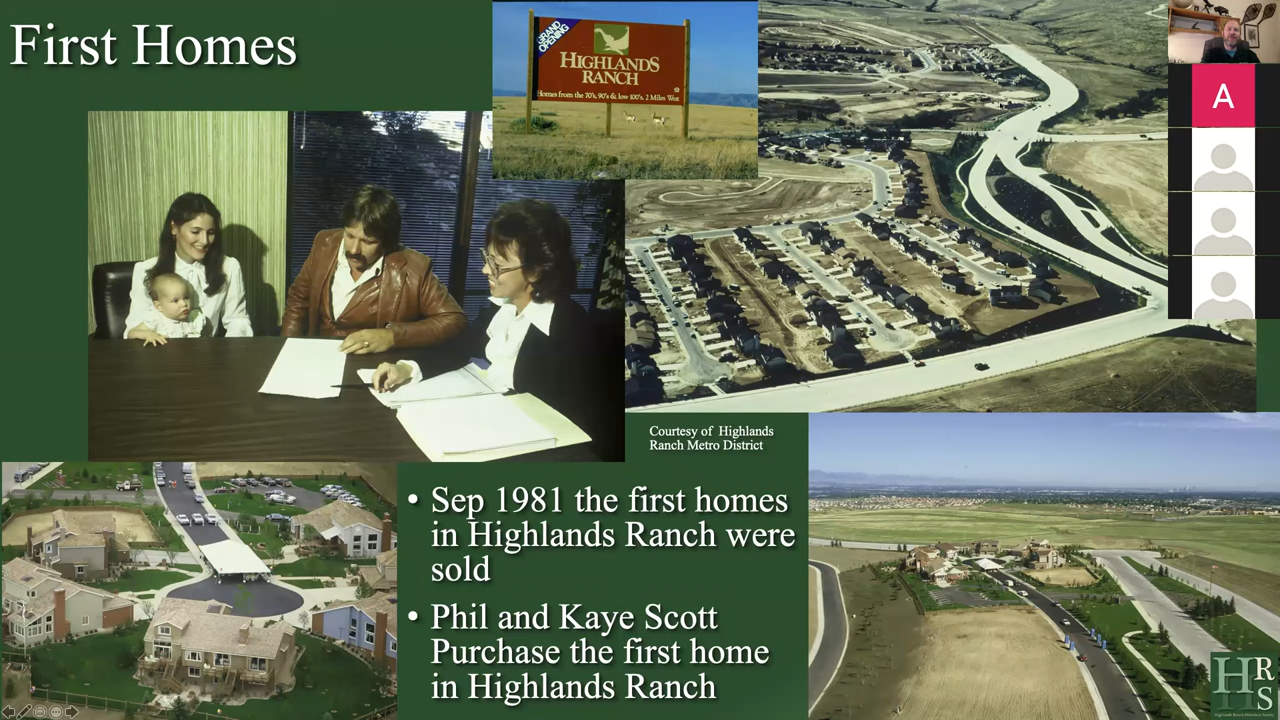 First Homes
GRAND
OPENING
HIGHLANDS
RANCH
Homes from the 70's, 90's & low 100's. 2 Miles West
A
Courtesy of Highlands
Ranch Metro District
• Sep 1981 the first homes
in Highlands Ranch were
sold
• Phil and Kaye Scott
Purchase the first home
in Highlands Ranch
HRS